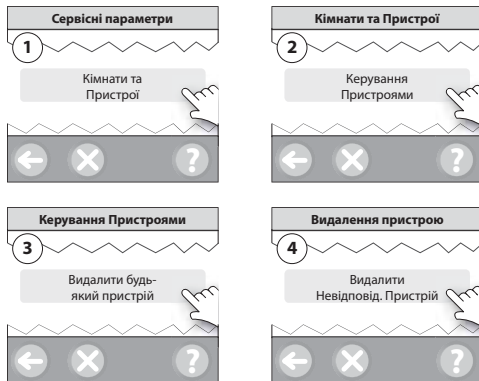 Сервісні параметри
1
Кімнати та
Пристрої
?
Кімнати та Пристрої
2
Керування
Пристроями
?
Керування Пристроями
3
Видалити будь-
який пристрій
?
Видалення пристрою
4
Видалити
Невідповід. Пристрій
?